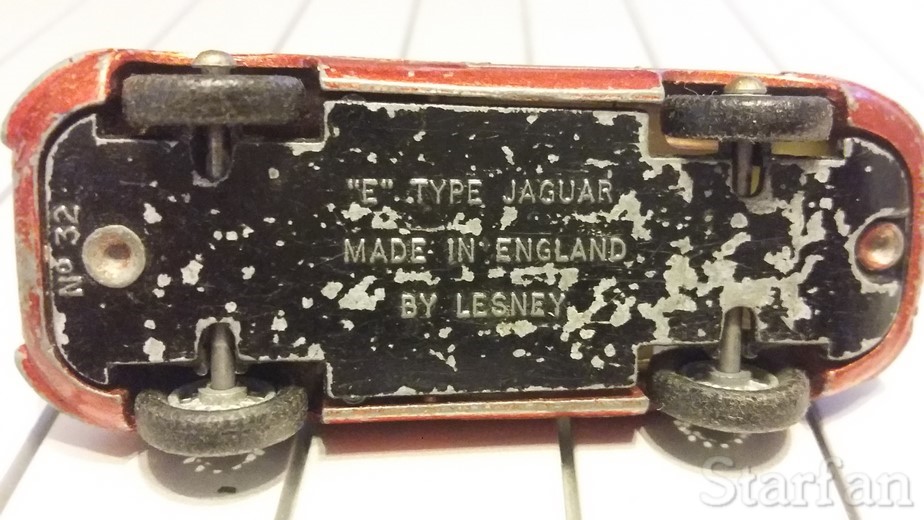 "E" TYPE JAGUAR
MADE IN ENGLAND
BY LESNEY
Nº 32
Starfan